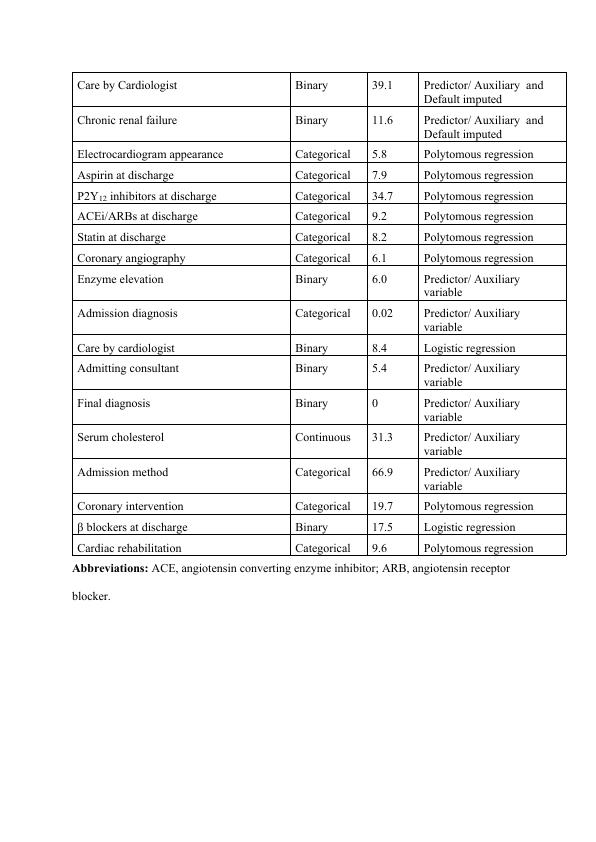 Care by Cardiologist Binary 39.1 Predictor/ Auxiliary and
Default imputed
Chronic renal failure Binary 11.6 Predictor/ Auxiliary and
Default imputed
Electrocardiogram appearance Categorical 5.8 Polytomous regression
Aspirin at discharge Categorical 7.9 Polytomous regression
P2Y₁₂ inhibitors at discharge Categorical 34.7 Polytomous regression
ACEi/ARBs at discharge Categorical 9.2 Polytomous regression
Statin at discharge Categorical 8.2 Polytomous regression
Coronary angiography Categorical 6.1 Polytomous regression
Enzyme elevation Binary 6.0 Predictor/ Auxiliary
variable
Admission diagnosis Categorical 0.02 Predictor/ Auxiliary
variable
Care by cardiologist Binary 8.4 Logistic regression
Admitting consultant Binary 5.4 Predictor/ Auxiliary
variable
Final diagnosis Binary 0 Predictor/ Auxiliary
variable
Serum cholesterol Continuous 31.3 Predictor/ Auxiliary
variable
Admission method Categorical 66.9 Predictor/ Auxiliary
variable
Coronary intervention Categorical 19.7 Polytomous regression
β blockers at discharge Binary 17.5 Logistic regression
Cardiac rehabilitation Categorical 9.6 Polytomous regression
Abbreviations: ACE, angiotensin converting enzyme inhibitor; ARB, angiotensin receptor
blocker.